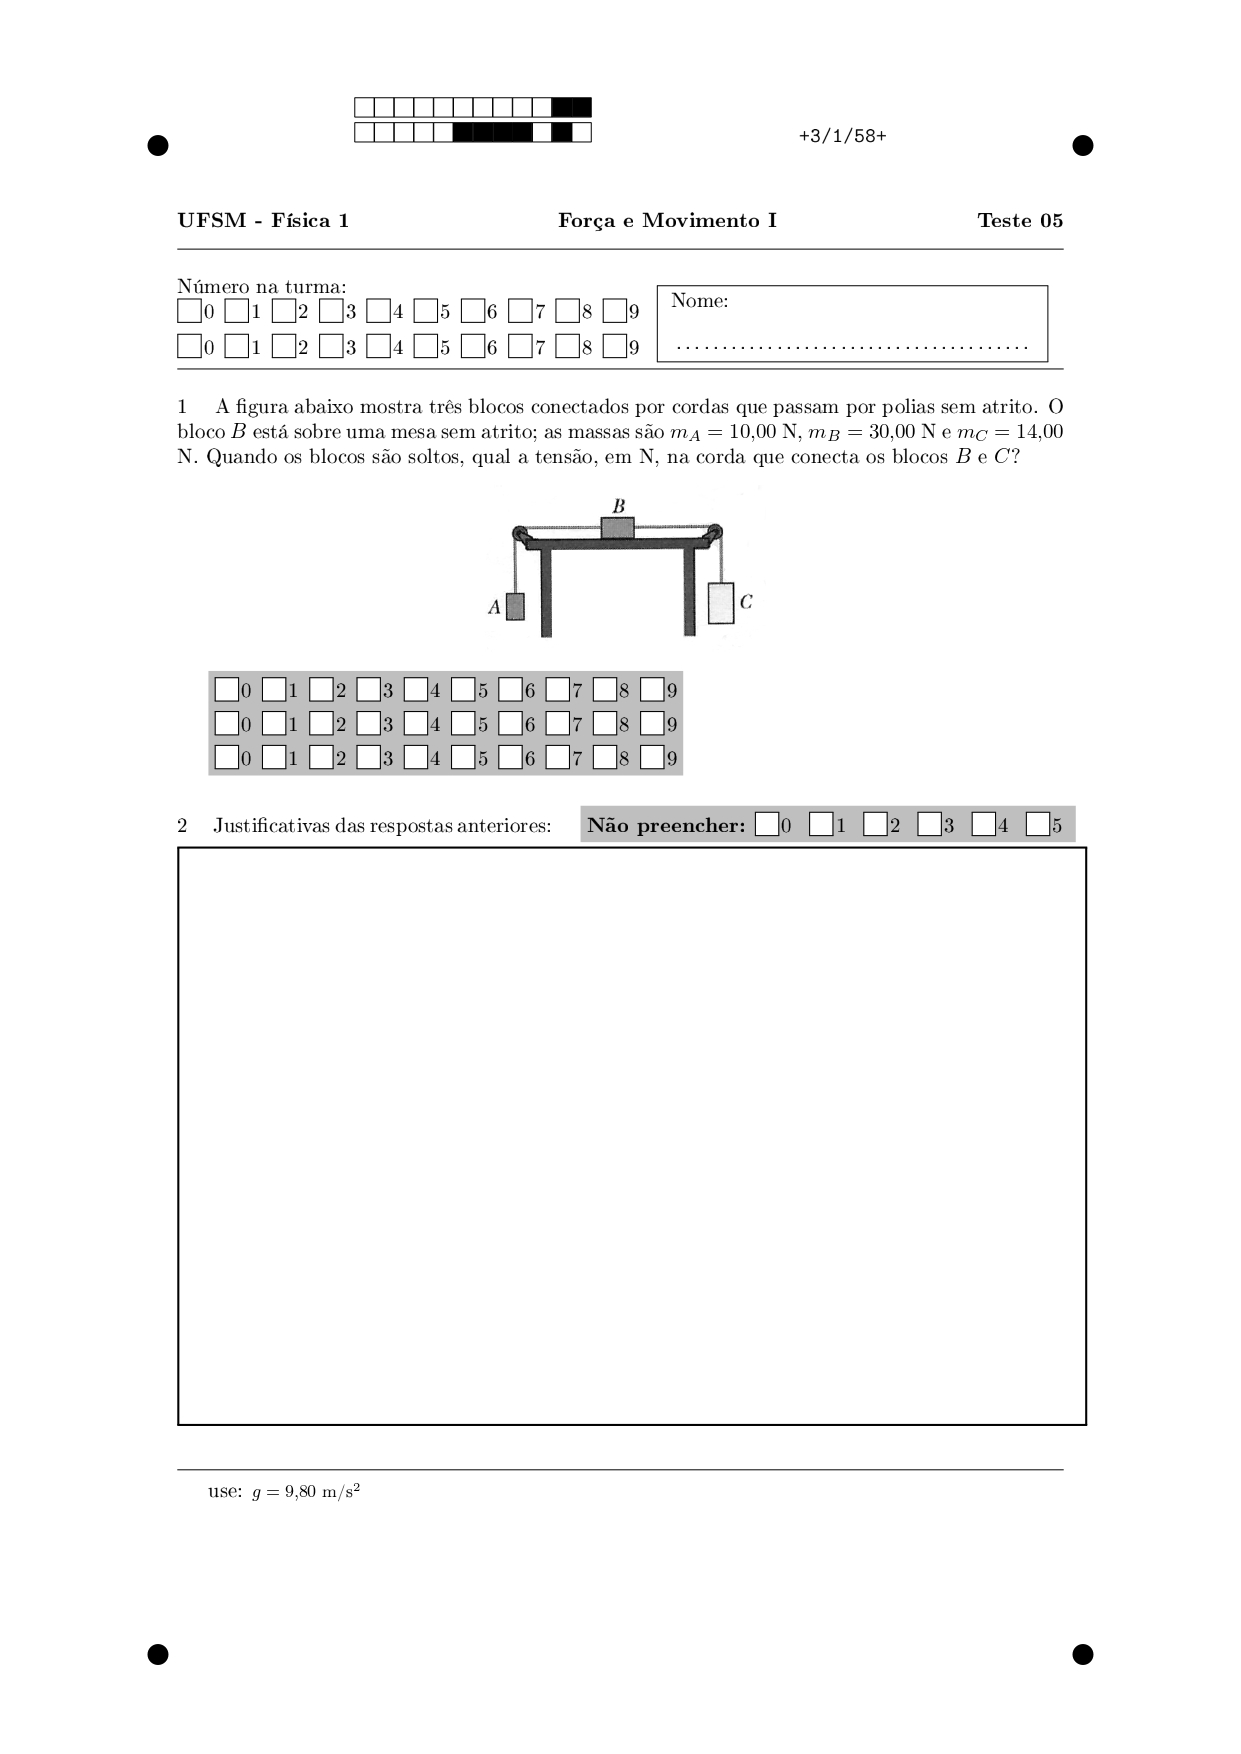 +3/1/58+
UFSM - Física 1 Força e Movimento I Teste 05
Número na turma:
0 1 2 3 4 5 6 7 8 9
0 1 2 3 4 5 6 7 8 9
Nome:
......................................
1 A figura abaixo mostra três blocos conectados por cordas que passam por polias sem atrito. O
bloco B está sobre uma mesa sem atrito; as massas são mA = 10,00 N, mB = 30,00 N e mC = 14,00
N. Quando os blocos são soltos, qual a tensão, em N, na corda que conecta os blocos B e C?
B
A
C
0 1 2 3 4 5 6 7 8 9
0 1 2 3 4 5 6 7 8 9
0 1 2 3 4 5 6 7 8 9
2 Justificativas das respostas anteriores: Não preencher: 0 1 2 3 4 5
use: g = 9,80 m/s²